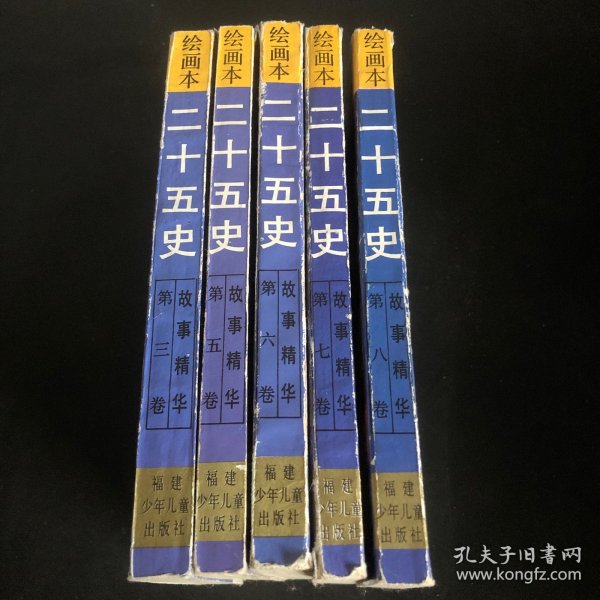 绘画本
二十五史
故事精华
第三卷
福建
少年儿童
出版社
绘画本
二十五史
故事精华
第五卷
福建
少年儿童
出版社
绘画本
二十五史
故事精华
第六卷
福建
少年儿童
出版社
绘画本
二十五史
故事精华
第七卷
福建
少年儿童
出版社
绘画本
二十五史
故事精华
第八卷
福建
少年儿童
出版社
孔夫子旧书网
www.kongfz.com